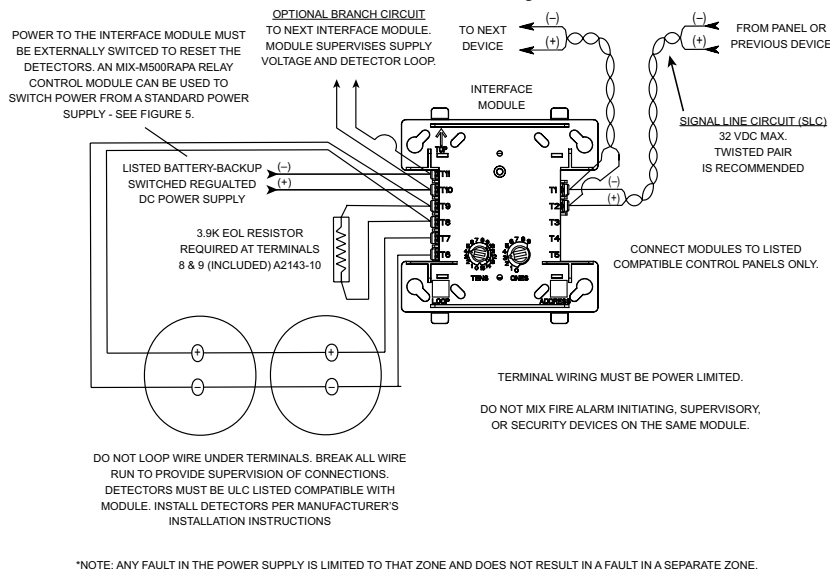 OPTIONAL BRANCH CIRCUIT
TO NEXT INTERFACE MODULE.
MODULE SUPERVISES SUPPLY
VOLTAGE AND DETECTOR LOOP.
POWER TO THE INTERFACE MODULE MUST
BE EXTERNALLY SWITCED TO RESET THE
DETECTORS. AN MIX-M500RAPA RELAY
CONTROL MODULE CAN BE USED TO
SWITCH POWER FROM A STANDARD POWER
SUPPLY - SEE FIGURE 5.
TO NEXT
DEVICE
(–)
(+)
(–)
(+)
FROM PANEL OR
PREVIOUS DEVICE
INTERFACE
MODULE
SIGNAL LINE CIRCUIT (SLC)
32 VDC MAX.
TWISTED PAIR
IS RECOMMENDED
LISTED BATTERY-BACKUP
SWITCHED REGUALTED
DC POWER SUPPLY
(–)
(+)
TOP
T11
T10
T9
T8
T7
T6
T1
T2
T3
T4
T5
(–)
(+)
3.9K EOL RESISTOR
REQUIRED AT TERMINALS
8 & 9 (INCLUDED) A2143-10
CONNECT MODULES TO LISTED
COMPATIBLE CONTROL PANELS ONLY.
TENS
ONES
LOOP
ADDRESS
+
+
–
–
TERMINAL WIRING MUST BE POWER LIMITED.
DO NOT MIX FIRE ALARM INITIATING, SUPERVISORY,
OR SECURITY DEVICES ON THE SAME MODULE.
DO NOT LOOP WIRE UNDER TERMINALS. BREAK ALL WIRE
RUN TO PROVIDE SUPERVISION OF CONNECTIONS.
DETECTORS MUST BE ULC LISTED COMPATIBLE WITH
MODULE. INSTALL DETECTORS PER MANUFACTURER'S
INSTALLATION INSTRUCTIONS
*NOTE: ANY FAULT IN THE POWER SUPPLY IS LIMITED TO THAT ZONE AND DOES NOT RESULT IN A FAULT IN A SEPARATE ZONE.